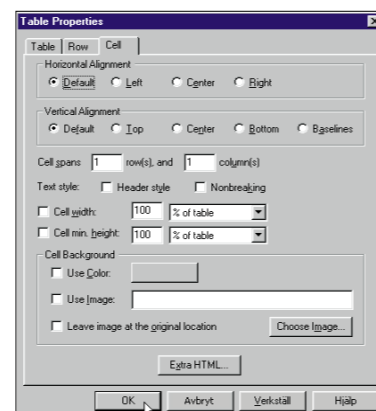 Table Properties
Table Row Cell
Horizontal Alignment
Default Left Center Right
Vertical Alignment
Default Top Center Bottom Baselines
Cell spans 1 row(s), and 1 column(s)
Text style: Header style Nonbreaking
Cell width: 100 % of table
Cell min. height: 100 % of table
Cell Background
Use Color:
Use Image:
Leave image at the original location Choose Image...
Extra HTML...
OK Avbryt Verkställ Hjälp